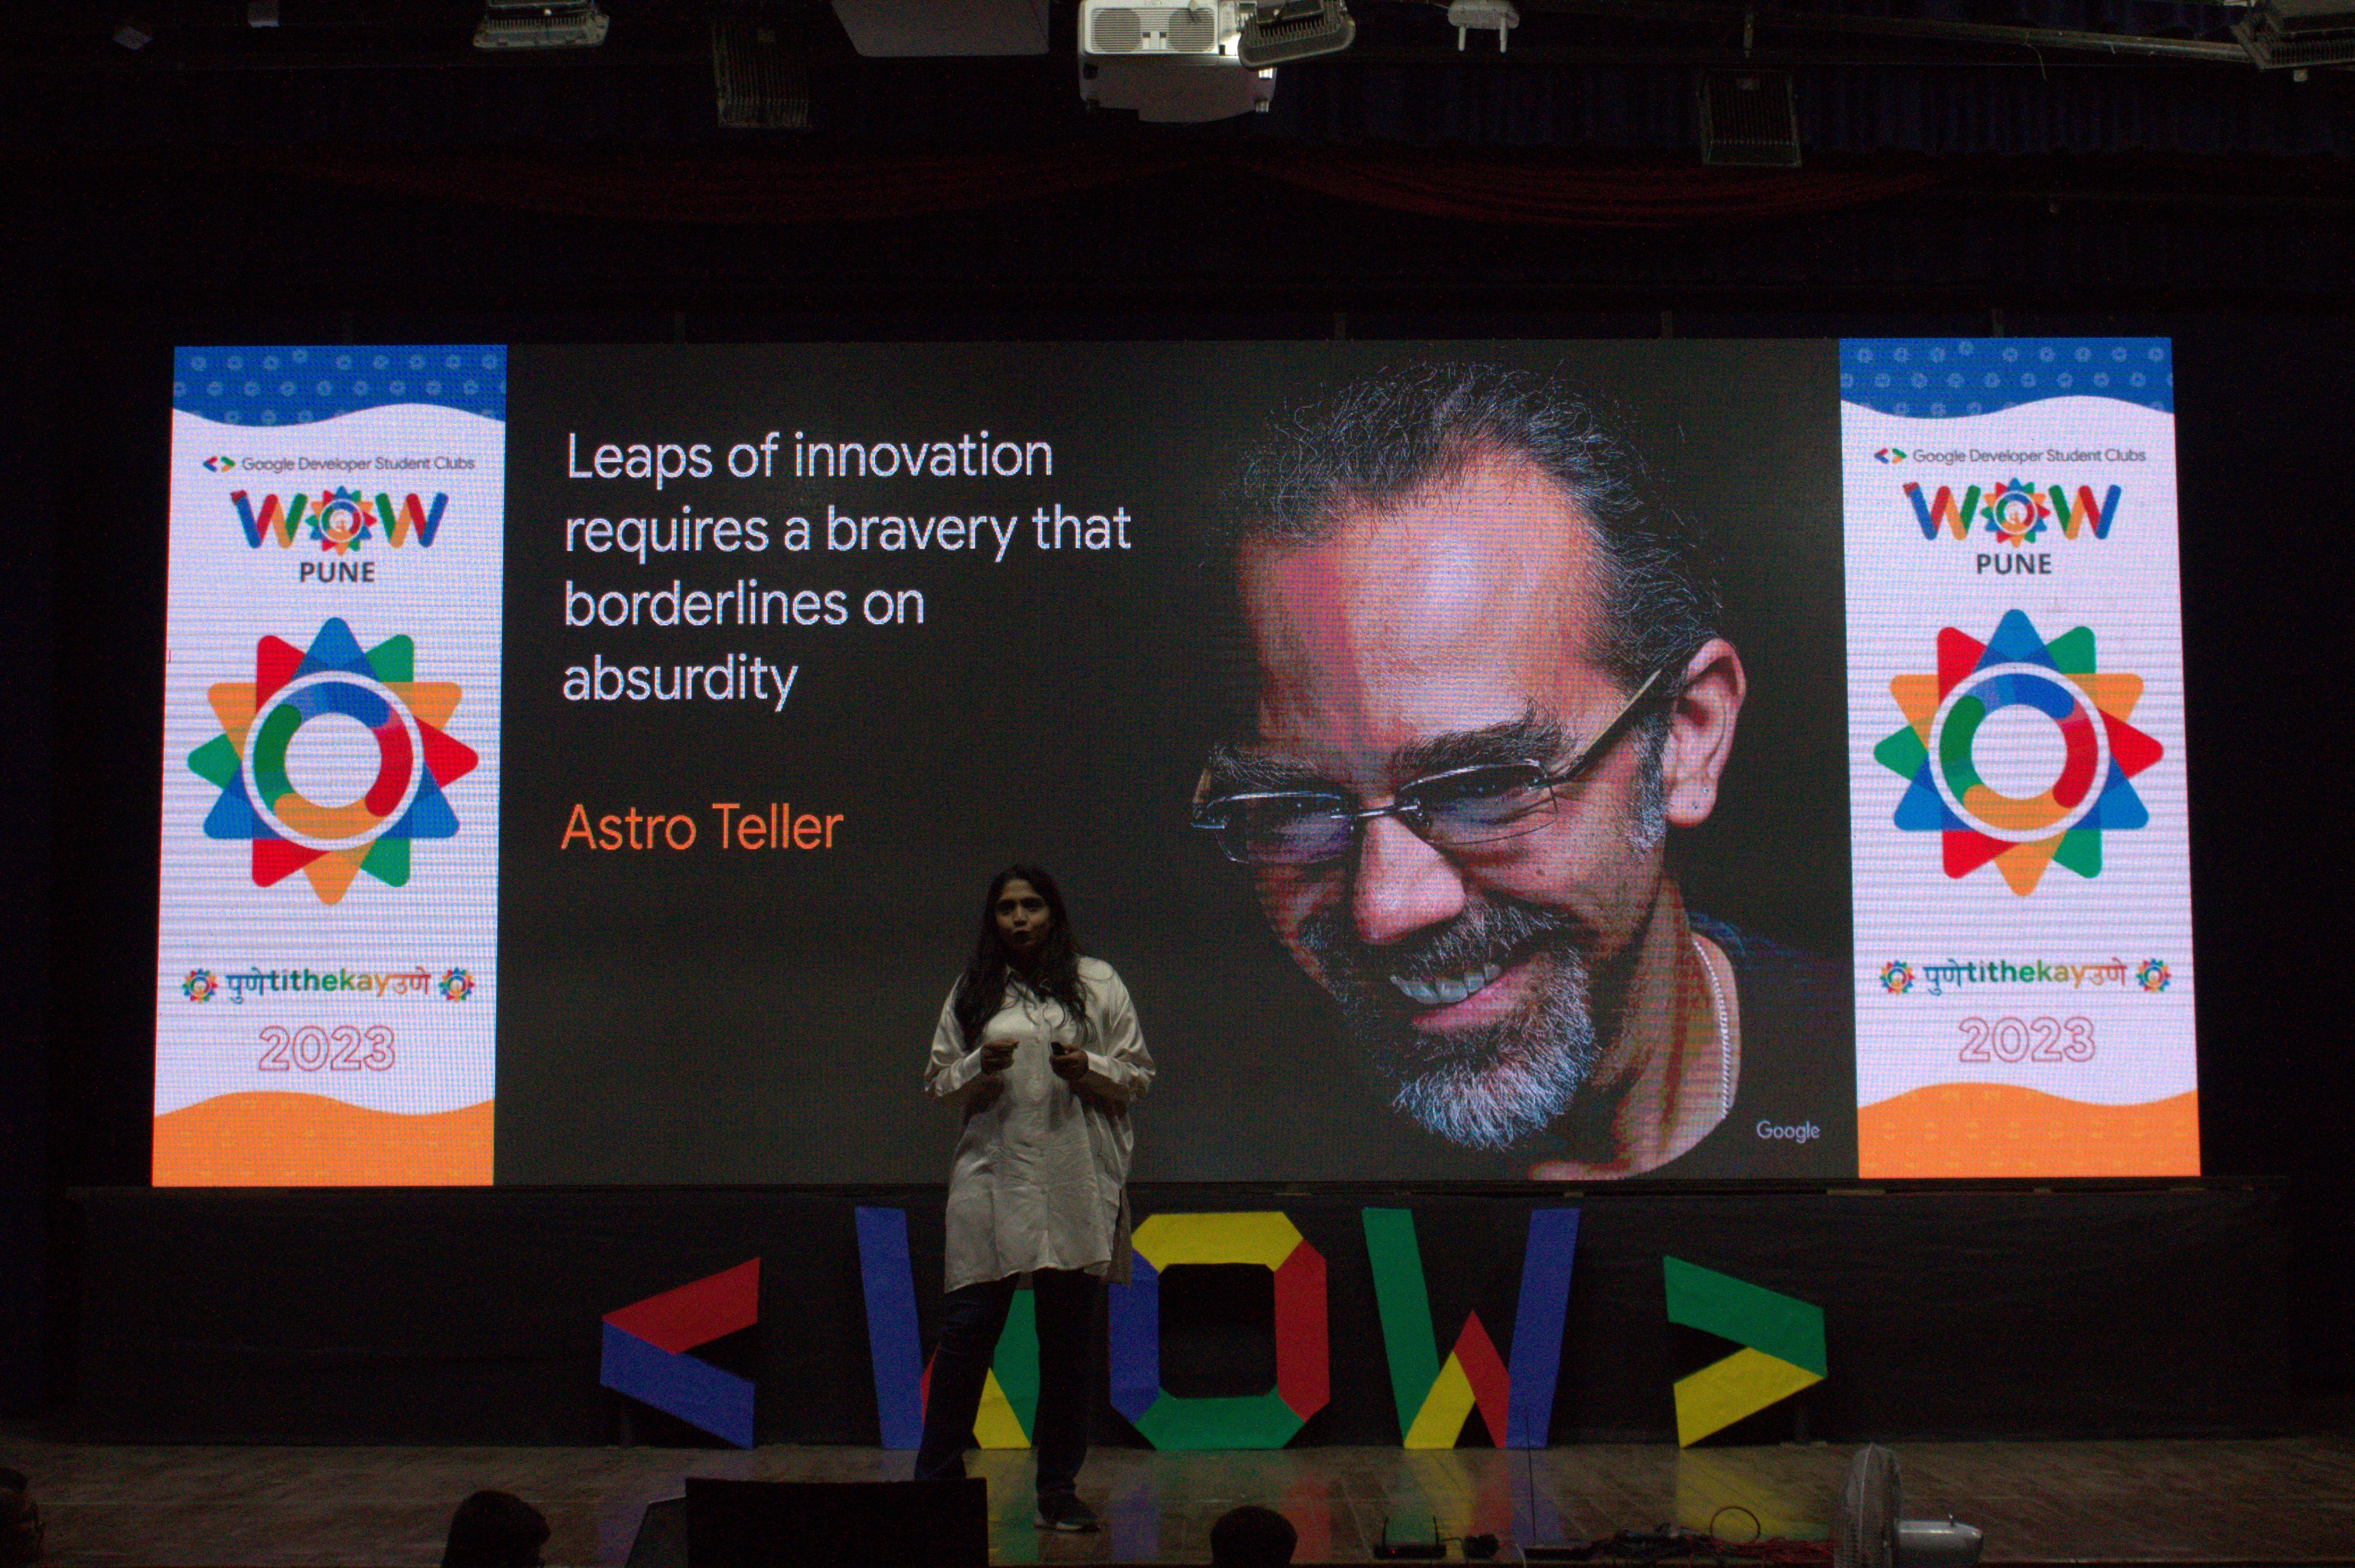 Google Developer Student Clubs
WOW
PUNE
पुणेtithekayउणे
2023
Leaps of innovation
requires a bravery that
borderlines on
absurdity
Astro Teller
Google
Google Developer Student Clubs
WOW
PUNE
पुणेtithekayउणे
2023
<WOW>